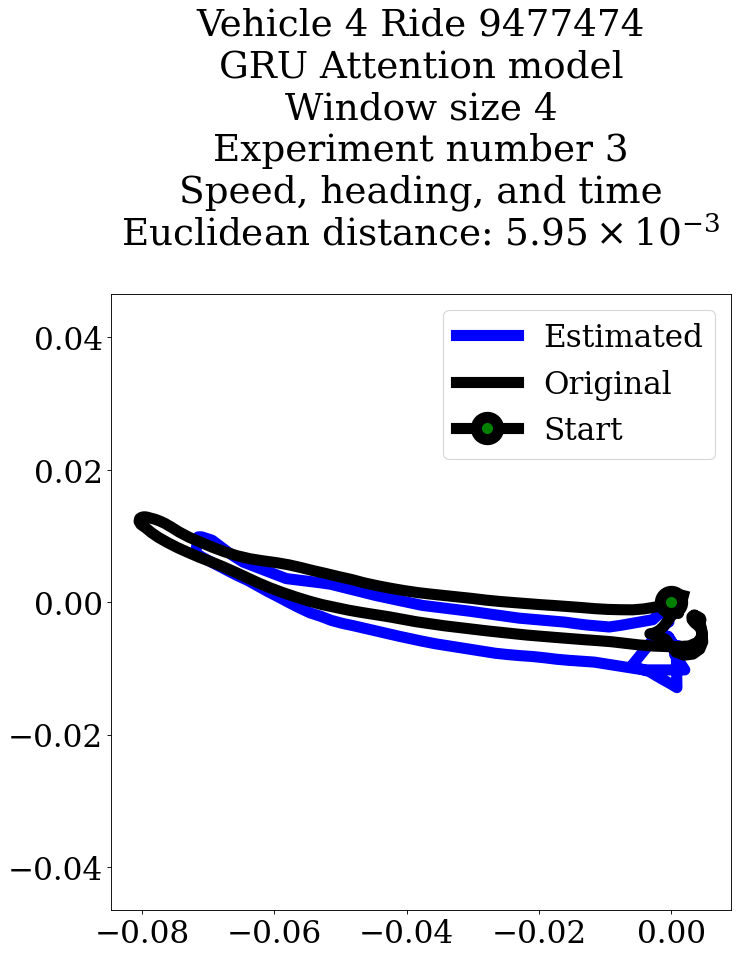 Vehicle 4 Ride 9477474
GRU Attention model
Window size 4
Experiment number 3
Speed, heading, and time
Euclidean distance: 5.95 × 10⁻³
Estimated
Original
Start
0.04
0.02
0.00
−0.02
−0.04
−0.08 −0.06 −0.04 −0.02 0.00